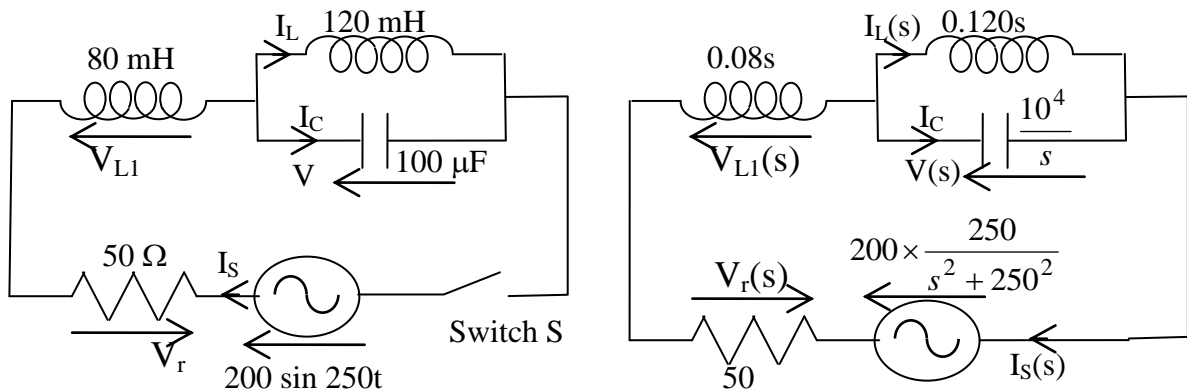 I_L
120 mH
80 mH
I_C
V_L1
V
100 μF
50 Ω
I_S
V_r
200 sin 250t
Switch S
I_L(s)
0.120s
0.08s
I_C
10^4
s
V_L1(s)
V(s)
V_r(s)
200 × 250
s^2 + 250^2
50
I_S(s)